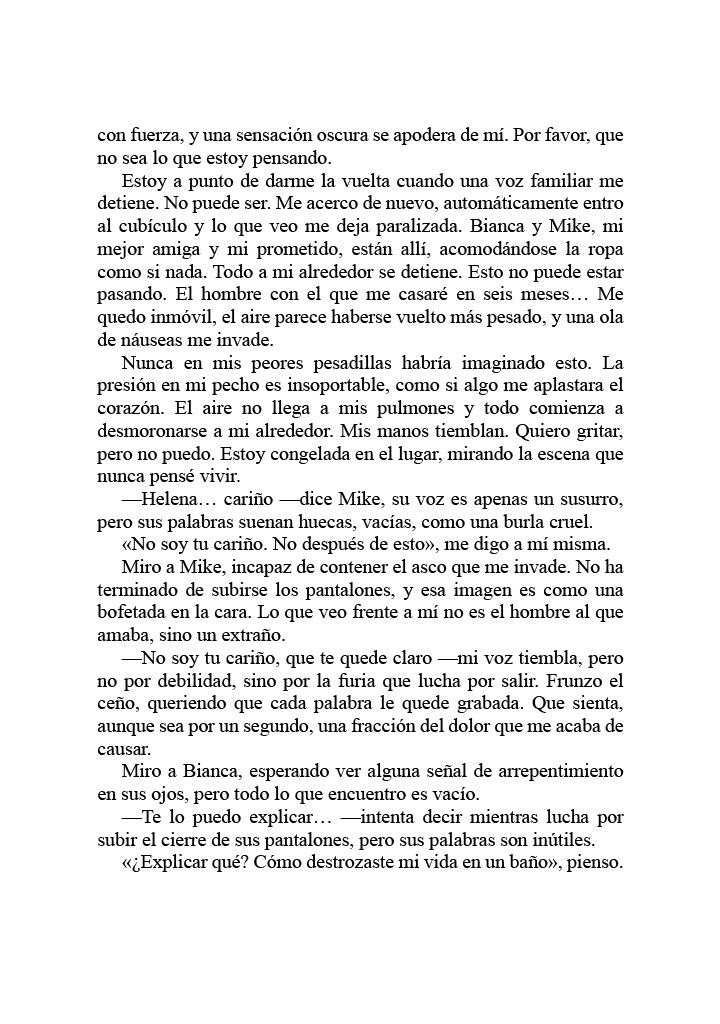 con fuerza, y una sensación oscura se apodera de mí. Por favor, que
no sea lo que estoy pensando.
Estoy a punto de darme la vuelta cuando una voz familiar me
detiene. No puede ser. Me acerco de nuevo, automáticamente entro
al cubículo y lo que veo me deja paralizada. Bianca y Mike, mi
mejor amiga y mi prometido, están allí, acomodándose la ropa
como si nada. Todo a mi alrededor se detiene. Esto no puede estar
pasando. El hombre con el que me casaré en seis meses… Me
quedo inmóvil, el aire parece haberse vuelto más pesado, y una ola
de náuseas me invade.
Nunca en mis peores pesadillas habría imaginado esto. La
presión en mi pecho es insoportable, como si algo me aplastara el
corazón. El aire no llega a mis pulmones y todo comienza a
desmoronarse a mi alrededor. Mis manos tiemblan. Quiero gritar,
pero no puedo. Estoy congelada en el lugar, mirando la escena que
nunca pensé vivir.
—Helena… cariño —dice Mike, su voz es apenas un susurro,
pero sus palabras suenan huecas, vacías, como una burla cruel.
«No soy tu cariño. No después de esto», me digo a mí misma.
Miro a Mike, incapaz de contener el asco que me invade. No ha
terminado de subirse los pantalones, y esa imagen es como una
bofetada en la cara. Lo que veo frente a mí no es el hombre al que
amaba, sino un extraño.
—No soy tu cariño, que te quede claro —mi voz tiembla, pero
no por debilidad, sino por la furia que lucha por salir. Frunzo el
ceño, queriendo que cada palabra le quede grabada. Que sienta,
aunque sea por un segundo, una fracción del dolor que me acaba de
causar.
Miro a Bianca, esperando ver alguna señal de arrepentimiento
en sus ojos, pero todo lo que encuentro es vacío.
—Te lo puedo explicar… —intenta decir mientras lucha por
subir el cierre de sus pantalones, pero sus palabras son inútiles.
«¿Explicar qué? Cómo destrozaste mi vida en un baño», pienso.